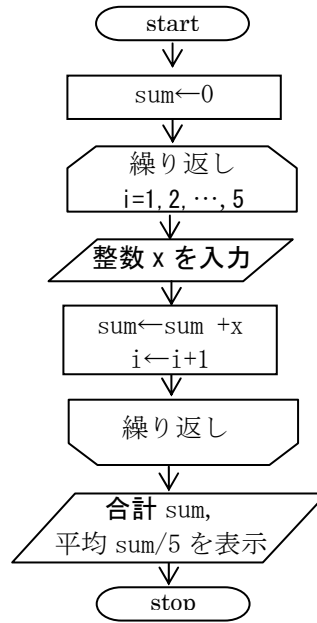 start
sum←0
繰り返し
i=1,2,…,5
整数 x を入力
sum←sum +x
i←i+1
繰り返し
合計 sum,
平均 sum/5 を表示
stop